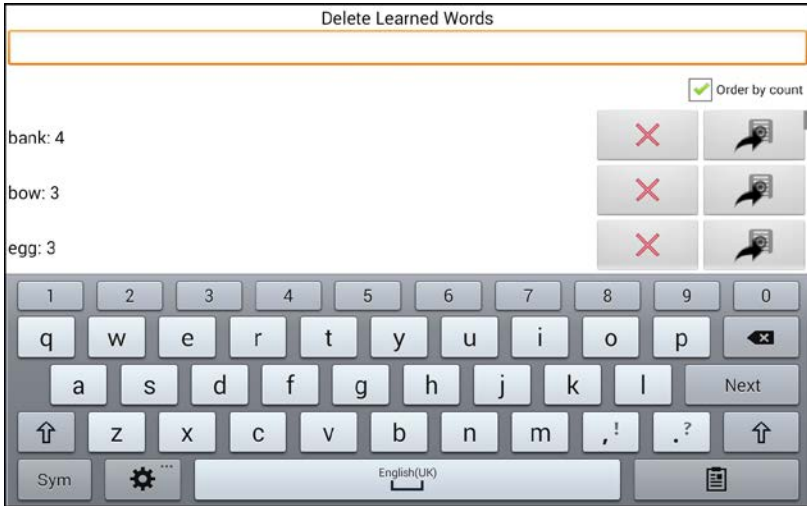 Delete Learned Words
Order by count
bank: 4
bow: 3
egg: 3
1 2 3 4 5 6 7 8 9 0
q w e r t y u i o p
a s d f g h j k l Next
z x c v b n m ,! .?
Sym ... English(UK)